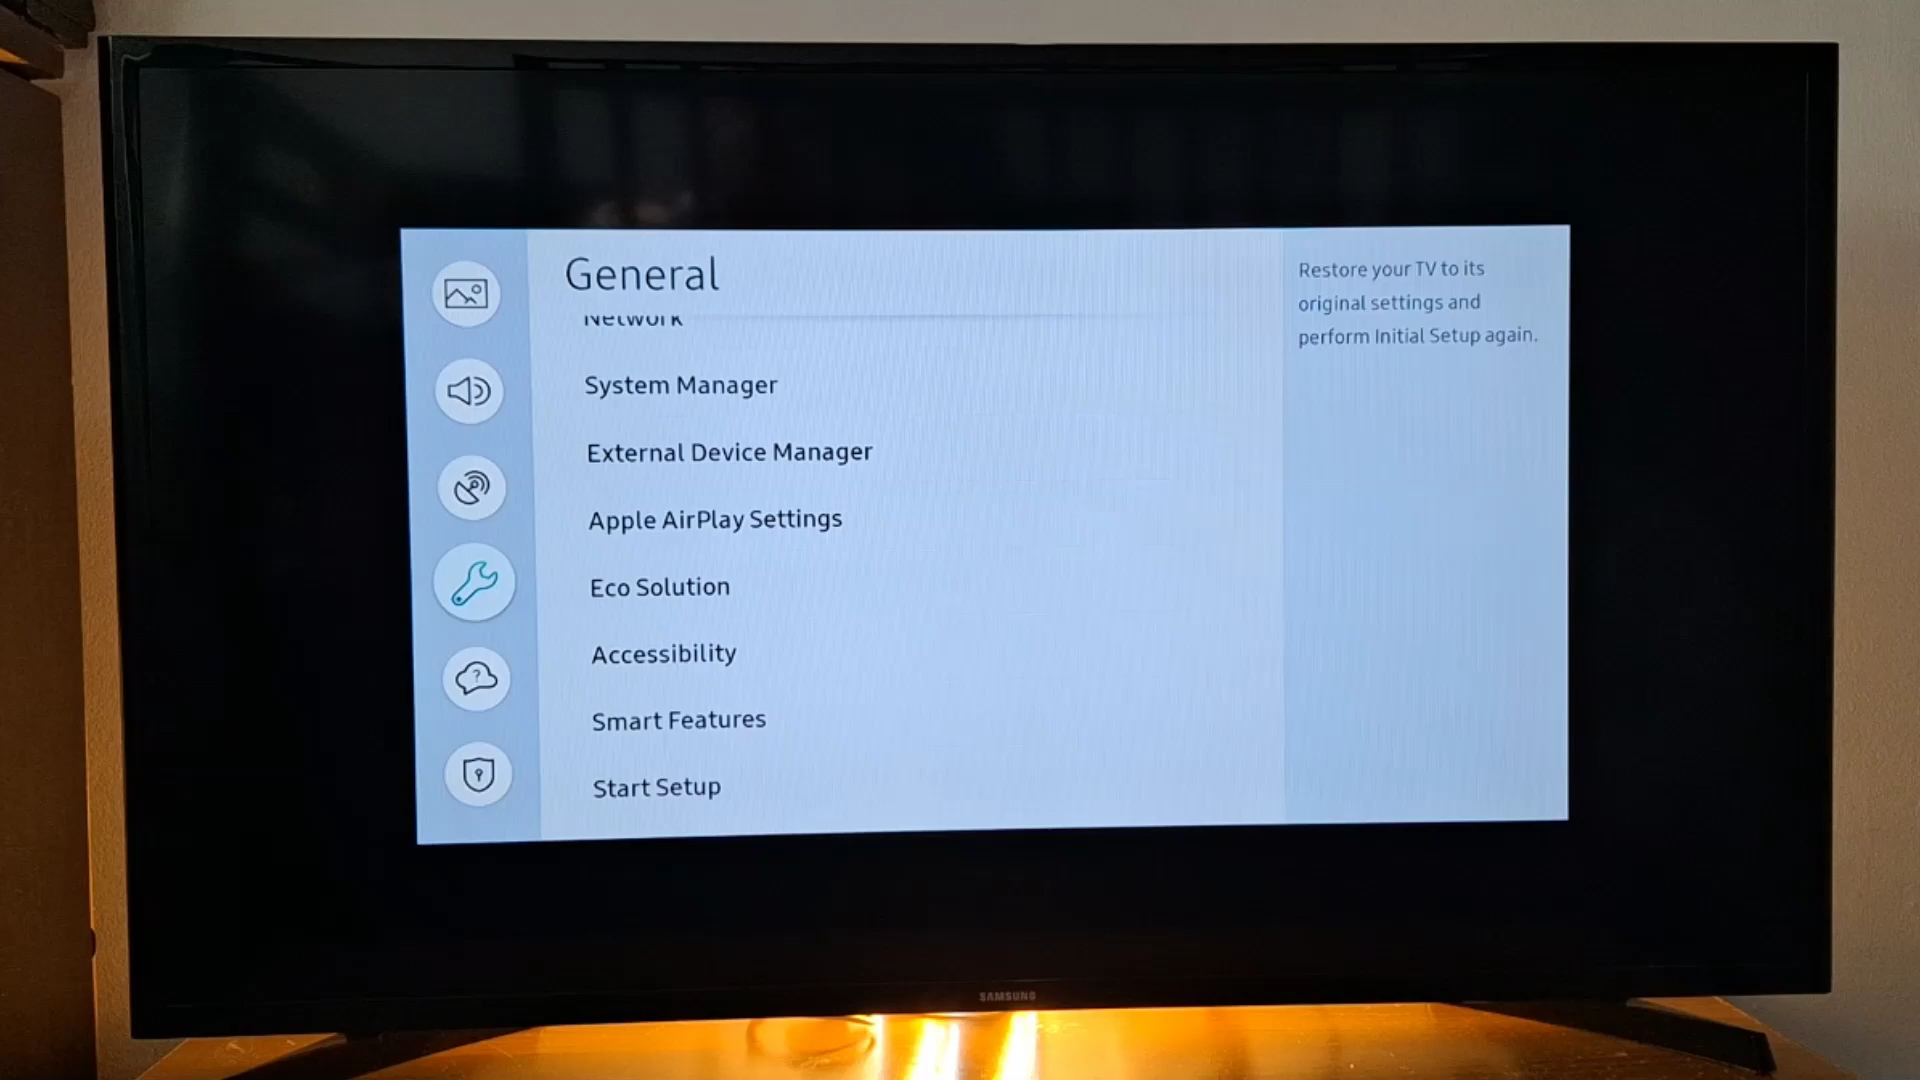 General
Network
System Manager
External Device Manager
Apple AirPlay Settings
Eco Solution
Accessibility
Smart Features
Start Setup
Restore your TV to its
original settings and
perform Initial Setup again.
?
SAMSUNG